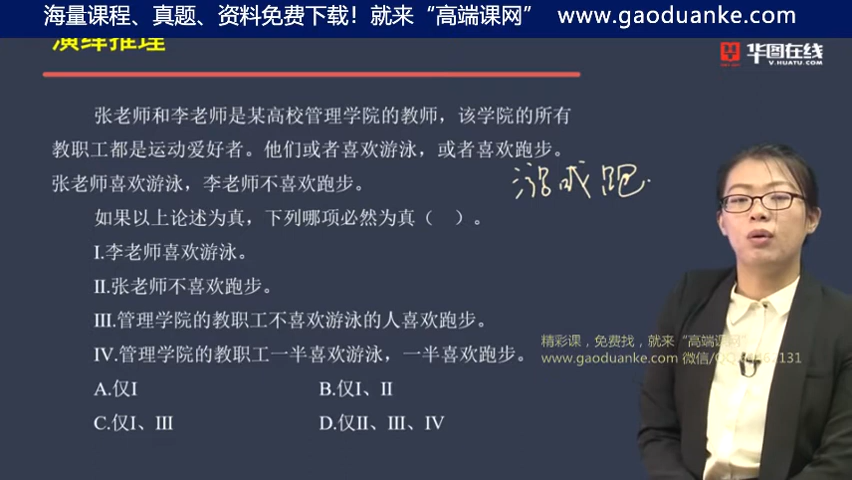 海量课程、真题、资料免费下载！就来“高端课网” www.gaoduanke.com
演绎推理
华图在线
V.HUATU.COM
张老师和李老师是某高校管理学院的教师，该学院的所有
教职工都是运动爱好者。他们或者喜欢游泳，或者喜欢跑步。
张老师喜欢游泳，李老师不喜欢跑步。
游或跑
如果以上论述为真，下列哪项必然为真（ ）。
I.李老师喜欢游泳。
II.张老师不喜欢跑步。
III.管理学院的教职工不喜欢游泳的人喜欢跑步。
IV.管理学院的教职工一半喜欢游泳，一半喜欢跑步。
精彩课，免费找，就来“高端课网”
www.gaoduanke.com 微信/QQ
A.仅I B.仅I、II
C.仅I、III D.仅II、III、IV